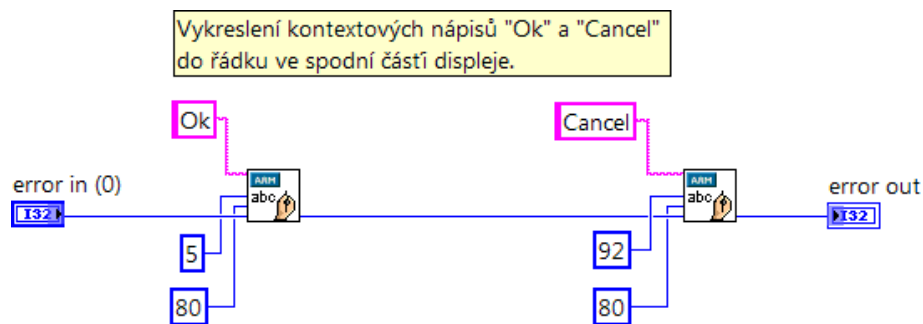 Vykreslení kontextových nápisů "Ok" a "Cancel"
do řádku ve spodní částí displeje.
Ok
Cancel
error in (0)
ARM
abc
ARM
abc
error out
I32
I32
5
92
80
80